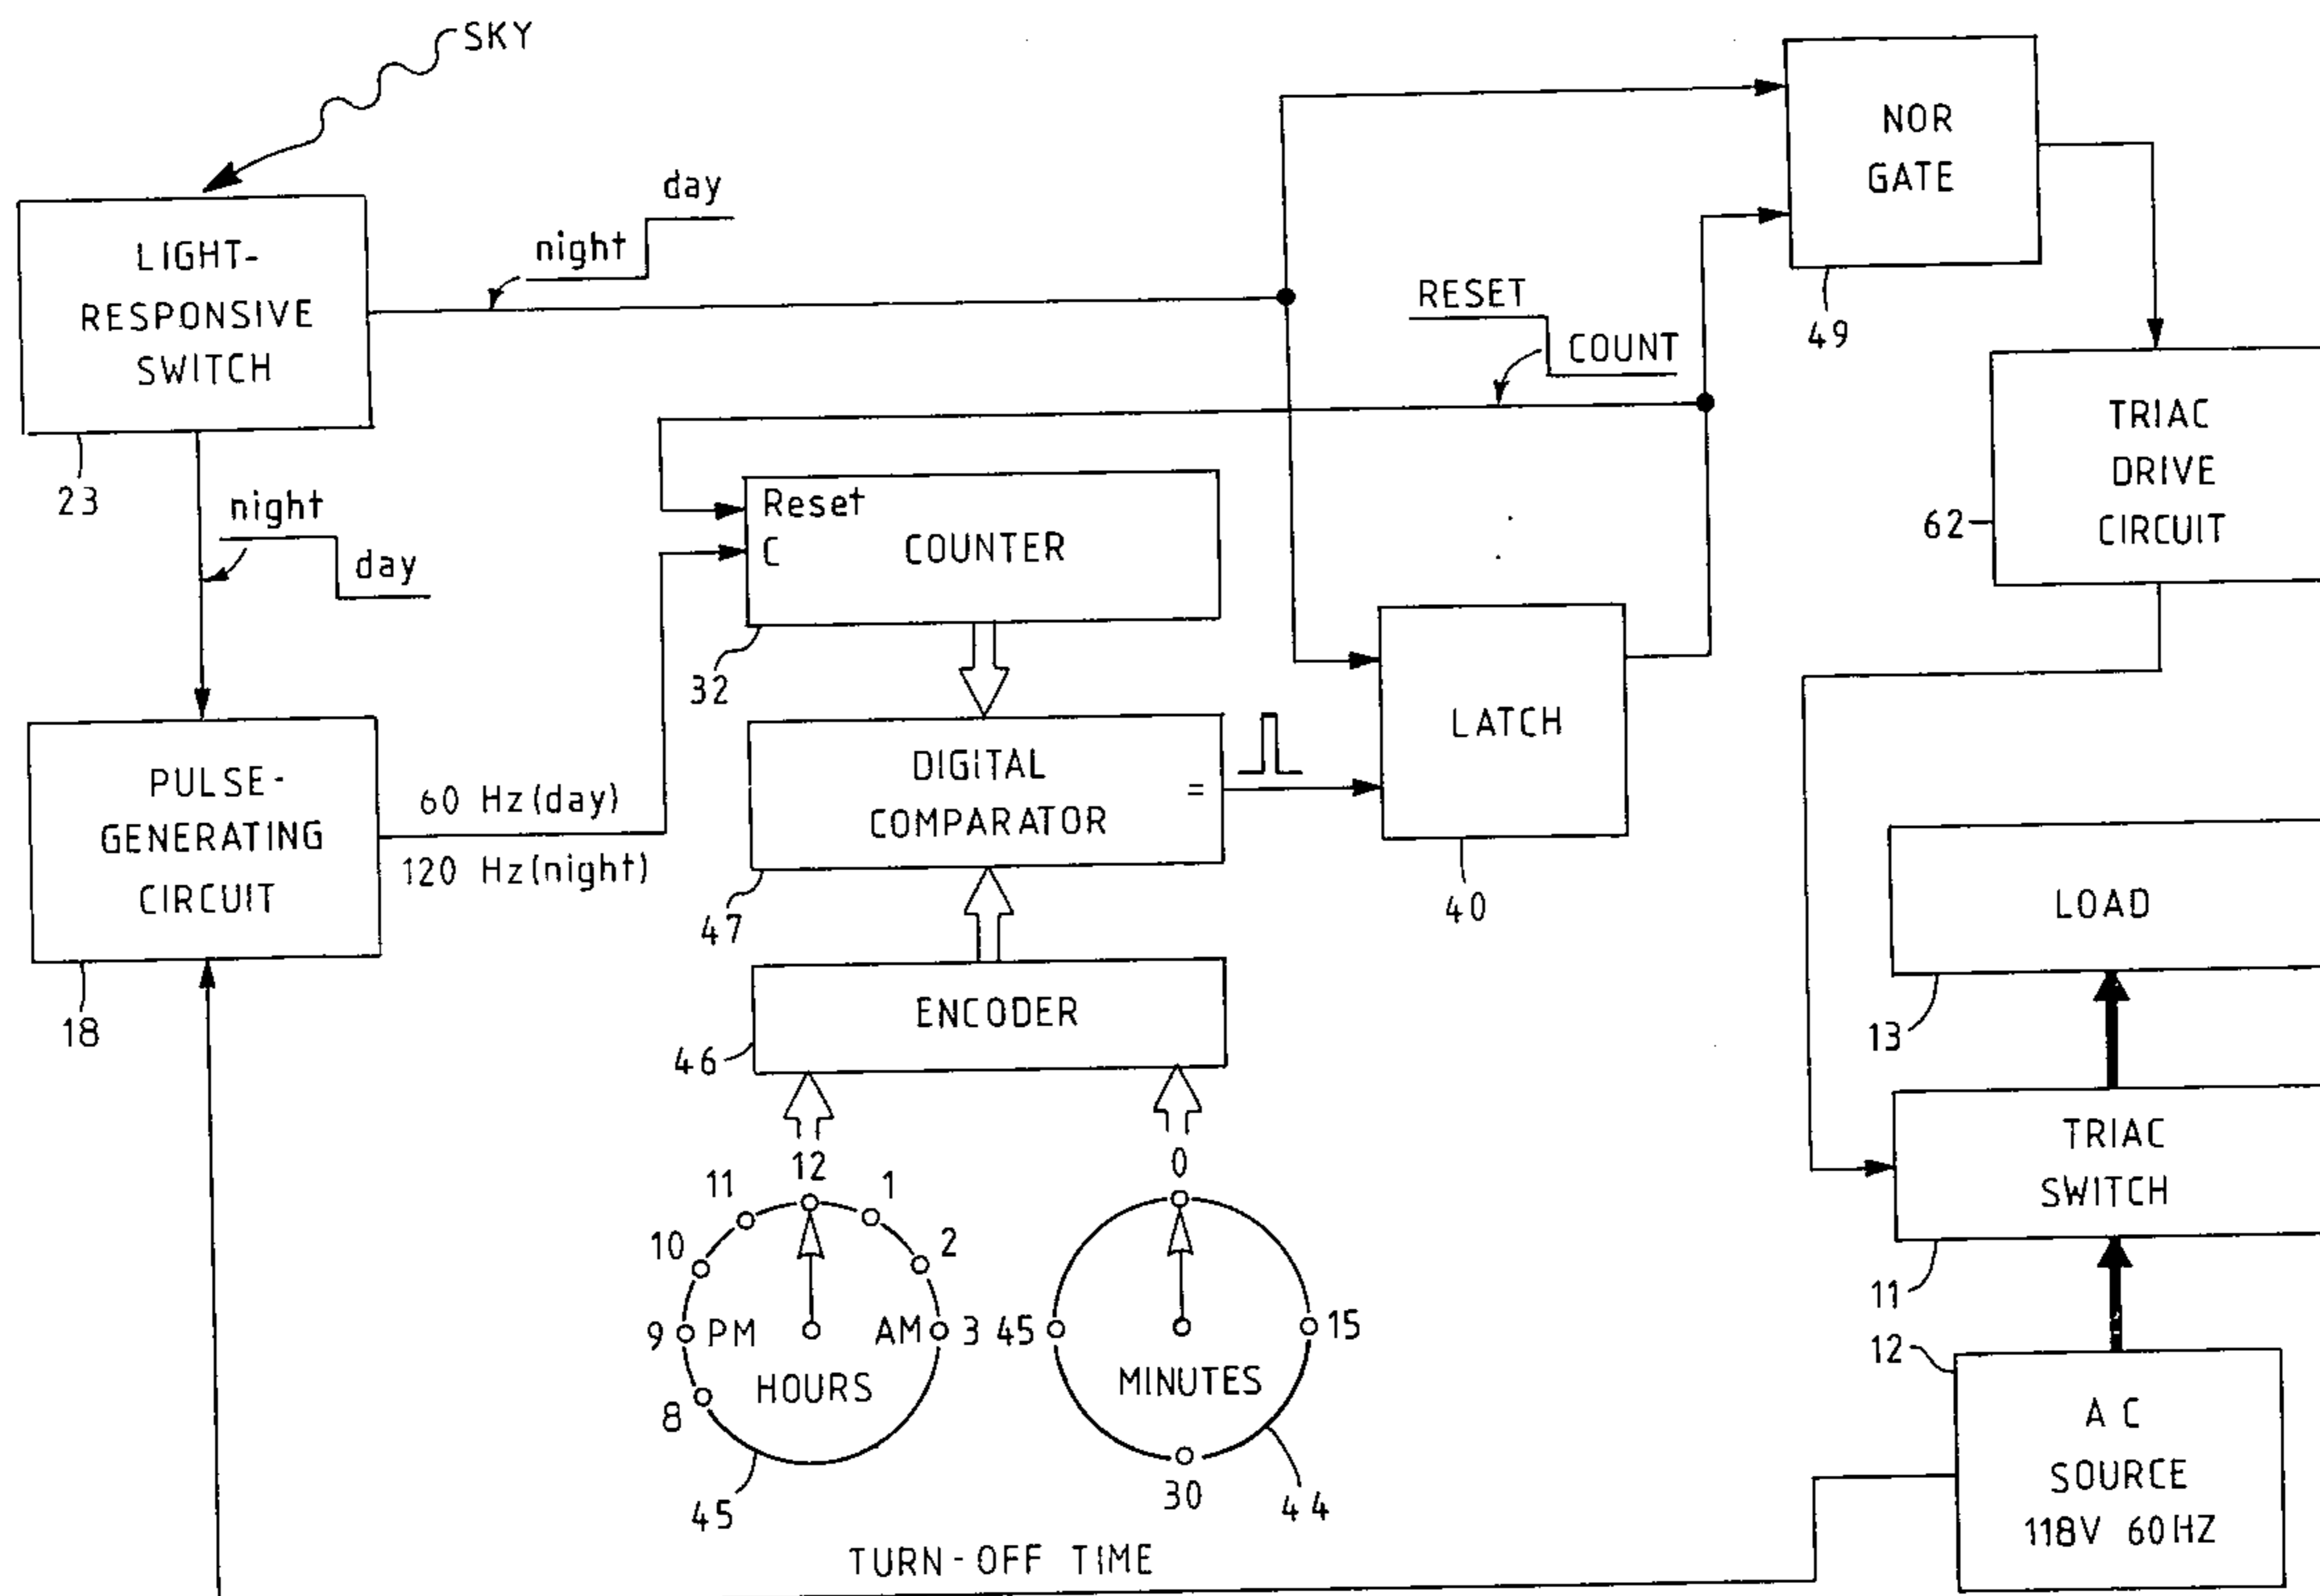 SKY
LIGHT-
RESPONSIVE
SWITCH
23
night
day
night
day
NOR
GATE
49
RESET
COUNT
TRIAC
DRIVE
CIRCUIT
62
Reset
C
COUNTER
32
PULSE-
GENERATING
CIRCUIT
18
60 Hz (day)
120 Hz (night)
DIGITAL
COMPARATOR
=
47
LATCH
40
ENCODER
46
LOAD
13
TRIAC
SWITCH
11
12
A C
SOURCE
118V 60HZ
8
9
10
11
12
1
2
3
PM
AM
HOURS
45
0
15
30
45
MINUTES
44
TURN-OFF TIME